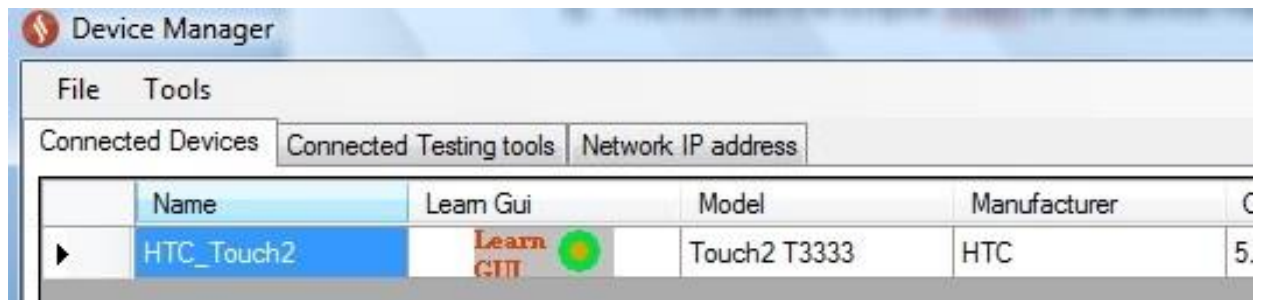 Device Manager
File Tools
Connected Devices Connected Testing tools Network IP address
Name Learn Gui Model Manufacturer
HTC_Touch2 Learn GUI Touch2 T3333 HTC 5.